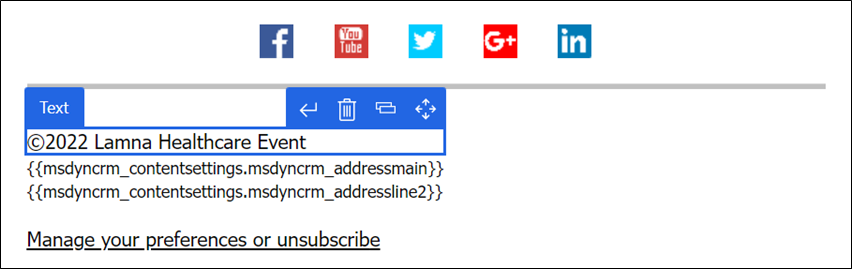 f You Tube t G+ in
Text
©2022 Lamna Healthcare Event
{{msdyncrm_contentsettings.msdyncrm_addressmain}}
{{msdyncrm_contentsettings.msdyncrm_addressline2}}
Manage your preferences or unsubscribe